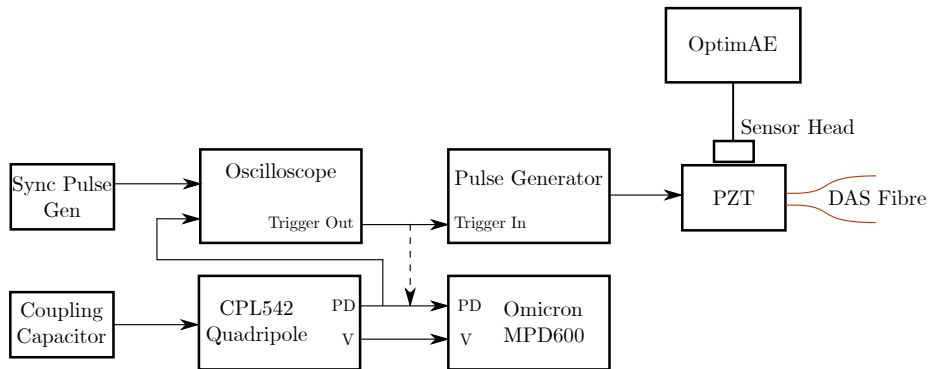 OptimAE
Sensor Head
Sync Pulse
Gen
Oscilloscope
Trigger Out
Pulse Generator
Trigger In
PZT
DAS Fibre
Coupling
Capacitor
CPL542
Quadripole
PD
V
PD
V
Omicron
MPD600